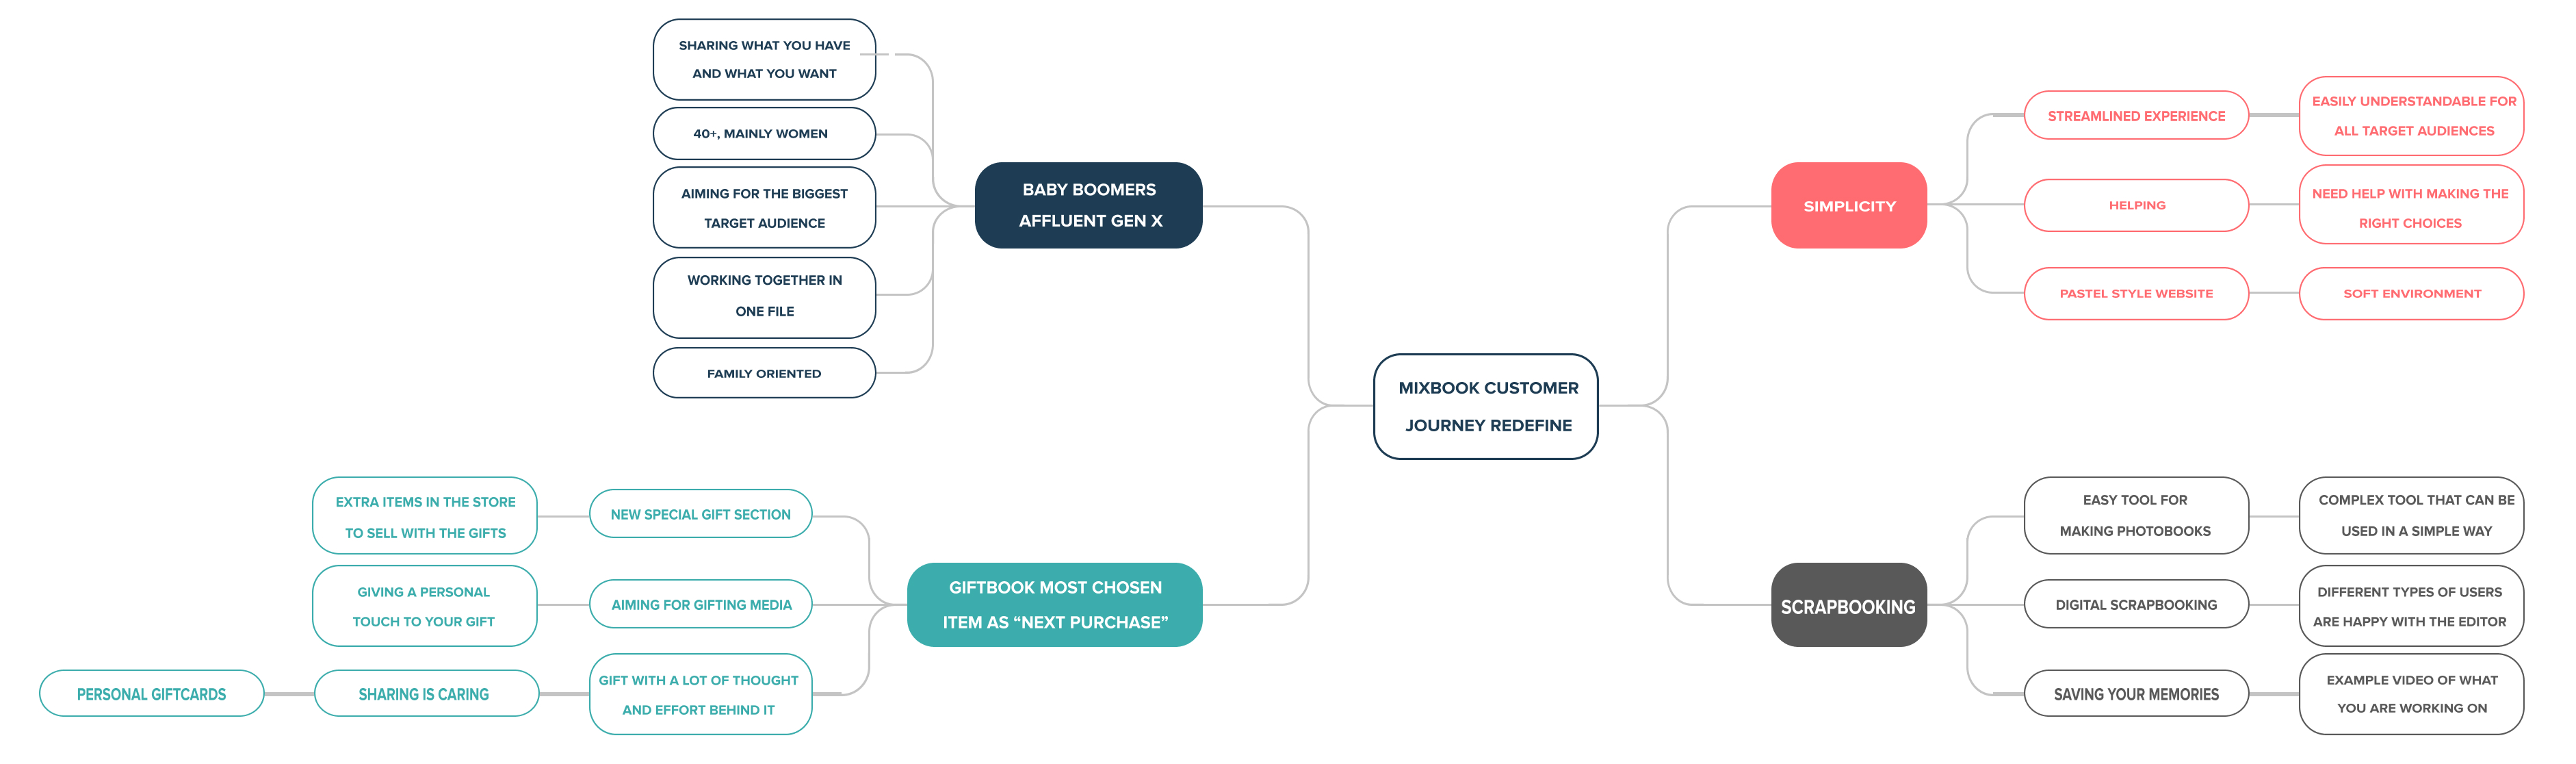 SHARING WHAT YOU HAVE
AND WHAT YOU WANT
40+, MAINLY WOMEN
AIMING FOR THE BIGGEST
TARGET AUDIENCE
WORKING TOGETHER IN
ONE FILE
FAMILY ORIENTED
BABY BOOMERS
AFFLUENT GEN X
EXTRA ITEMS IN THE STORE
TO SELL WITH THE GIFTS
NEW SPECIAL GIFT SECTION
GIVING A PERSONAL
TOUCH TO YOUR GIFT
AIMING FOR GIFTING MEDIA
PERSONAL GIFTCARDS
SHARING IS CARING
GIFT WITH A LOT OF THOUGHT
AND EFFORT BEHIND IT
GIFTBOOK MOST CHOSEN
ITEM AS “NEXT PURCHASE”
MIXBOOK CUSTOMER
JOURNEY REDEFINE
SIMPLICITY
STREAMLINED EXPERIENCE
EASILY UNDERSTANDABLE FOR
ALL TARGET AUDIENCES
HELPING
NEED HELP WITH MAKING THE
RIGHT CHOICES
PASTEL STYLE WEBSITE
SOFT ENVIRONMENT
SCRAPBOOKING
EASY TOOL FOR
MAKING PHOTOBOOKS
COMPLEX TOOL THAT CAN BE
USED IN A SIMPLE WAY
DIGITAL SCRAPBOOKING
DIFFERENT TYPES OF USERS
ARE HAPPY WITH THE EDITOR
SAVING YOUR MEMORIES
EXAMPLE VIDEO OF WHAT
YOU ARE WORKING ON